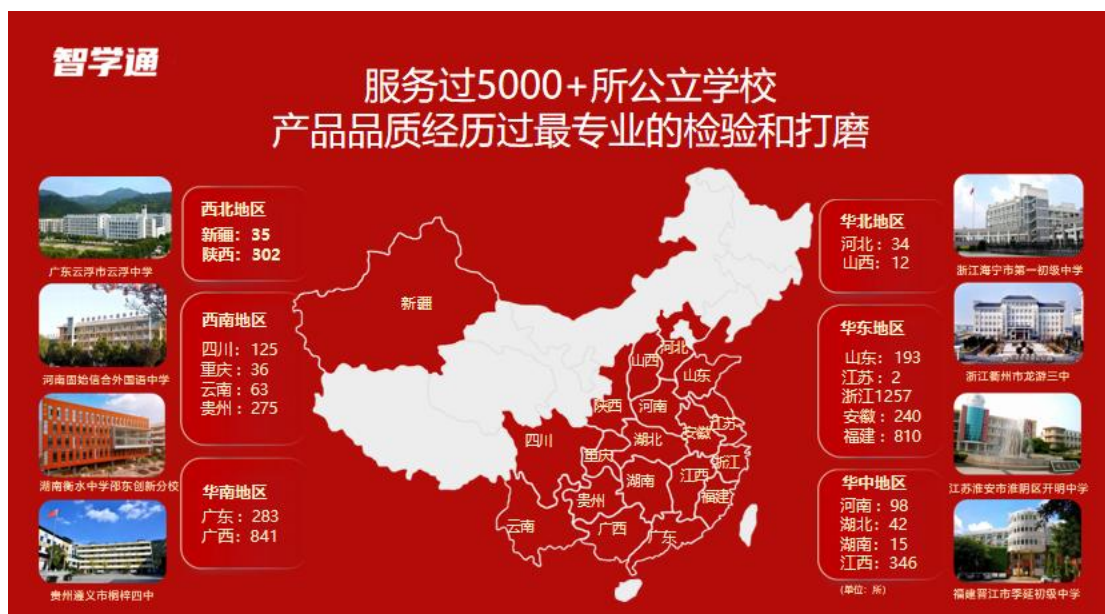 智学通
服务过5000+所公立学校
产品品质经历过最专业的检验和打磨
广东云浮市云浮中学
河南固始信合外国语中学
湖南衡水中学邵东创新分校
贵州遵义市桐梓四中
西北地区
新疆：35
陕西：302
西南地区
四川：125
重庆：36
云南：63
贵州：275
华南地区
广东：283
广西：841
新疆
山西
河北
山东
陕西
河南
江苏
安徽
四川
湖北
重庆
浙江
江西
湖南
贵州
福建
云南
广西
广东
华北地区
河北：34
山西：12
华东地区
山东：193
江苏：2
浙江1257
安徽：240
福建：810
华中地区
河南：98
湖北：42
湖南：15
江西：346
(单位：所)
浙江海宁市第一初级中学
浙江衢州市龙游三中
江苏淮安市淮阴区开明中学
福建晋江市季延初级中学